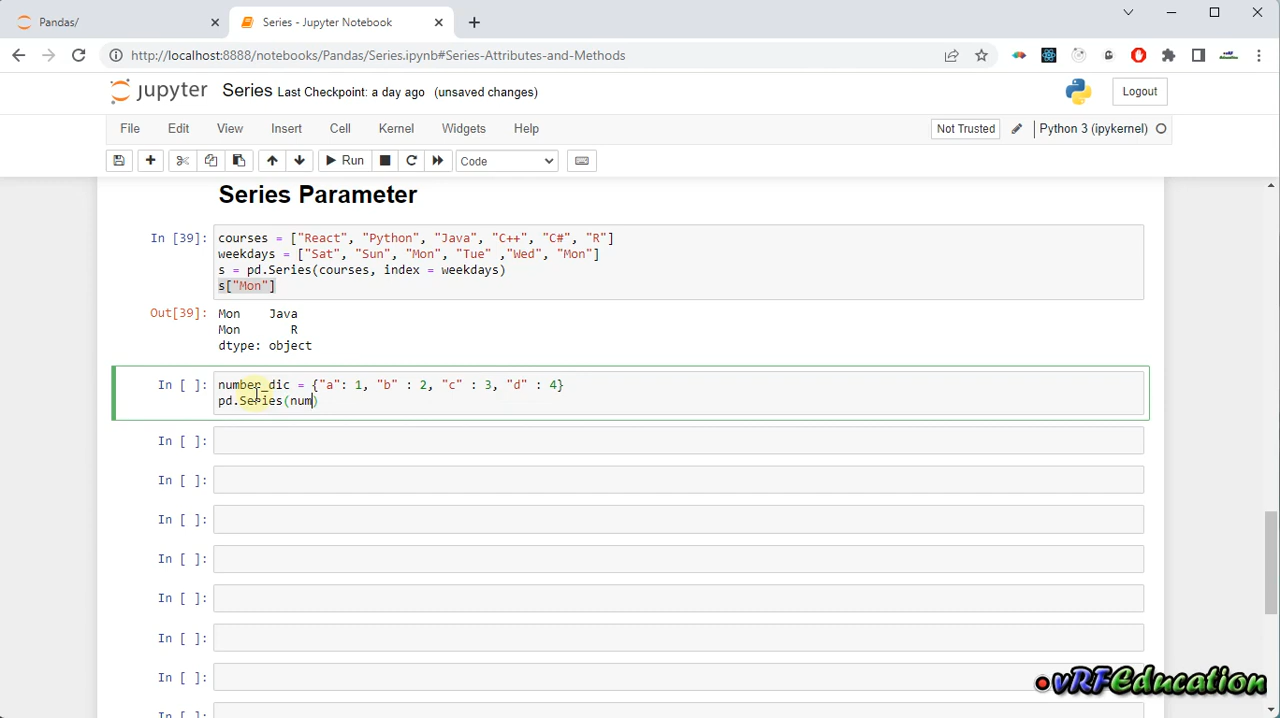 Pandas/
Series - Jupyter Notebook
http://localhost:8888/notebooks/Pandas/Series.ipynb#Series-Attributes-and-Methods
jupyter Series Last Checkpoint: a day ago (unsaved changes)
Logout
File Edit View Insert Cell Kernel Widgets Help
Not Trusted
Python 3 (ipykernel)
Run
Code
Series Parameter
In [39]: courses = ["React", "Python", "Java", "C++", "C#", "R"]
weekdays = ["Sat", "Sun", "Mon", "Tue" ,"Wed", "Mon"]
s = pd.Series(courses, index = weekdays)
s["Mon"]
Out[39]: Mon Java
Mon R
dtype: object
In [ ]: number_dic = {"a": 1, "b" : 2, "c" : 3, "d" : 4}
pd.Series(num)
In [ ]:
In [ ]:
In [ ]:
In [ ]:
In [ ]:
In [ ]:
In [ ]:
vRFEducation